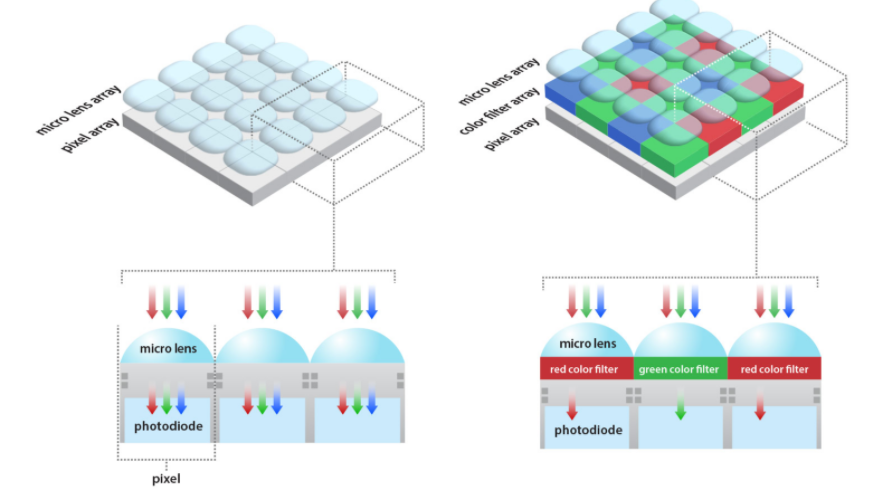 micro lens array
pixel array
micro lens
photodiode
pixel
micro lens array
color filter array
pixel array
micro lens
red color filter
green color filter
red color filter
photodiode